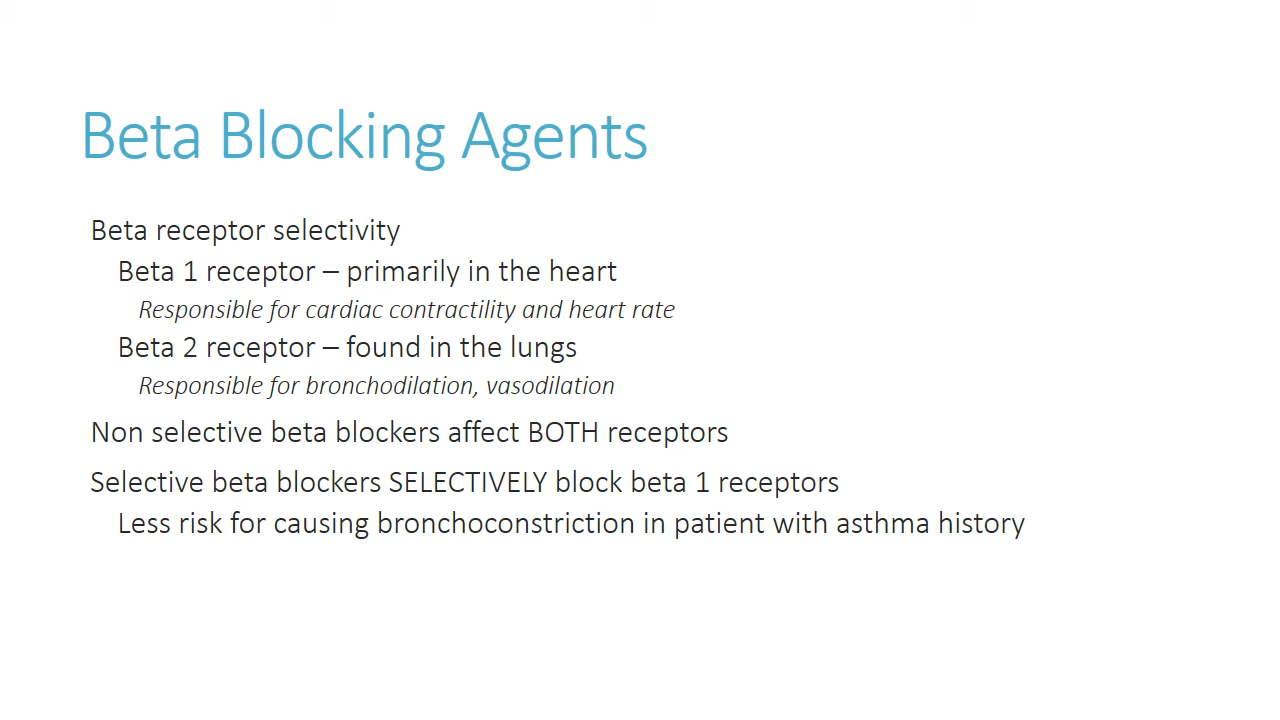 Beta Blocking Agents
Beta receptor selectivity
Beta 1 receptor – primarily in the heart
Responsible for cardiac contractility and heart rate
Beta 2 receptor – found in the lungs
Responsible for bronchodilation, vasodilation
Non selective beta blockers affect BOTH receptors
Selective beta blockers SELECTIVELY block beta 1 receptors
Less risk for causing bronchoconstriction in patient with asthma history